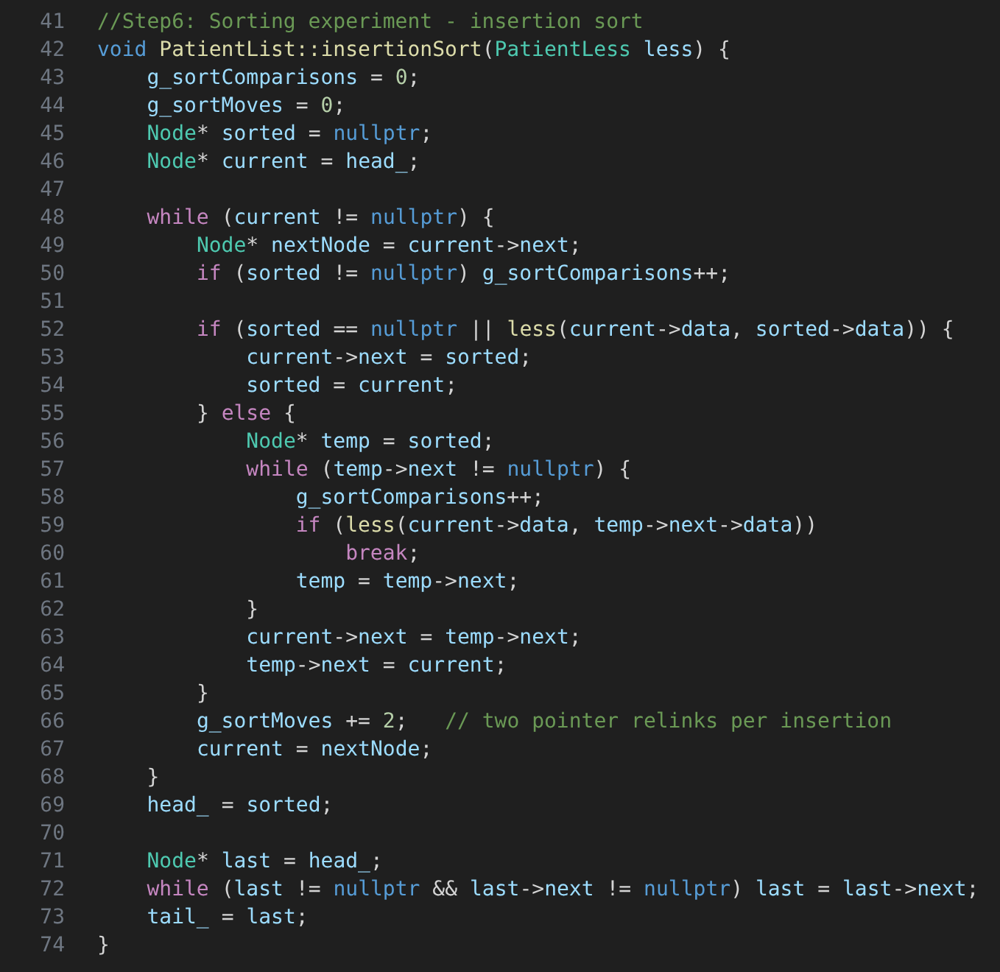 41 //Step6: Sorting experiment - insertion sort
42 void PatientList::insertionSort(PatientLess less) {
43     g_sortComparisons = 0;
44     g_sortMoves = 0;
45     Node* sorted = nullptr;
46     Node* current = head_;
47
48     while (current != nullptr) {
49         Node* nextNode = current->next;
50         if (sorted != nullptr) g_sortComparisons++;
51
52         if (sorted == nullptr || less(current->data, sorted->data)) {
53             current->next = sorted;
54             sorted = current;
55         } else {
56             Node* temp = sorted;
57             while (temp->next != nullptr) {
58                 g_sortComparisons++;
59                 if (less(current->data, temp->next->data))
60                     break;
61                 temp = temp->next;
62             }
63             current->next = temp->next;
64             temp->next = current;
65         }
66         g_sortMoves += 2;   // two pointer relinks per insertion
67         current = nextNode;
68     }
69     head_ = sorted;
70
71     Node* last = head_;
72     while (last != nullptr && last->next != nullptr) last = last->next;
73     tail_ = last;
74 }